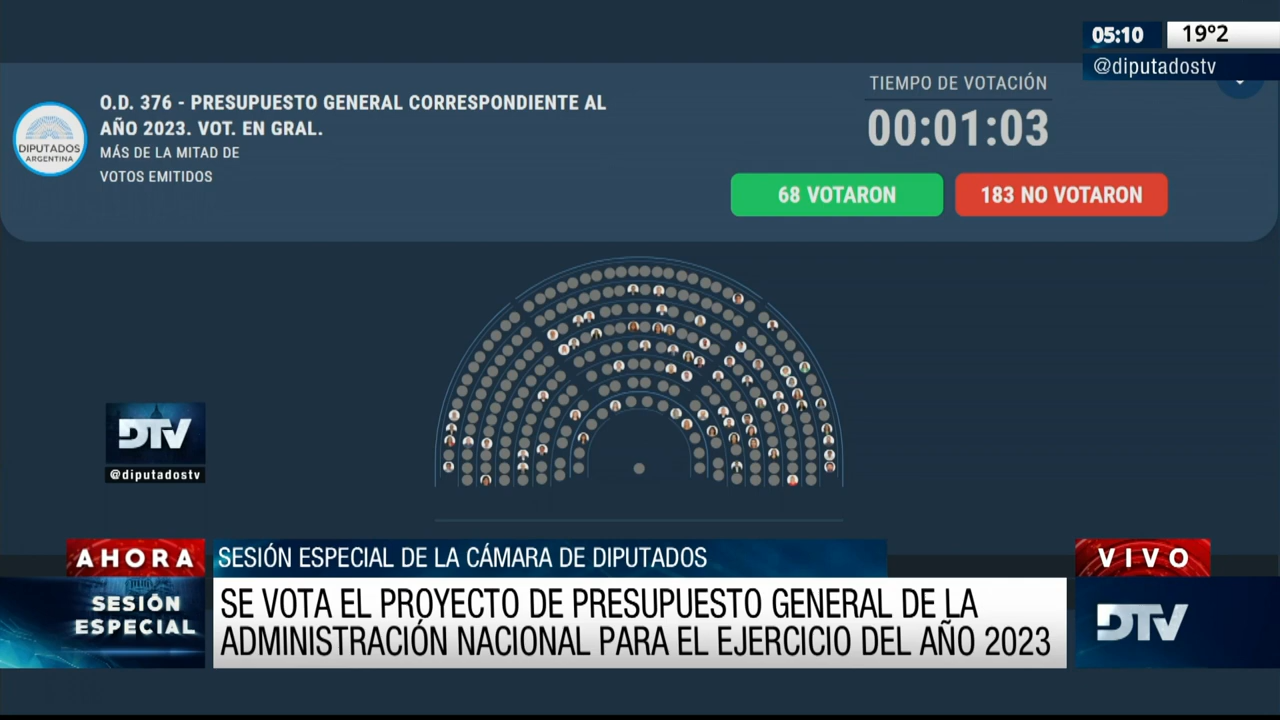 05:10 19°2
@diputadostv
O.D. 376 - PRESUPUESTO GENERAL CORRESPONDIENTE AL
AÑO 2023. VOT. EN GRAL.
MÁS DE LA MITAD DE
VOTOS EMITIDOS
DIPUTADOS
ARGENTINA
TIEMPO DE VOTACIÓN
00:01:03
68 VOTARON
183 NO VOTARON
DTV
@diputadostv
AHORA
SESIÓN ESPECIAL DE LA CÁMARA DE DIPUTADOS
VIVO
SESIÓN
ESPECIAL
SE VOTA EL PROYECTO DE PRESUPUESTO GENERAL DE LA
ADMINISTRACIÓN NACIONAL PARA EL EJERCICIO DEL AÑO 2023
DTV